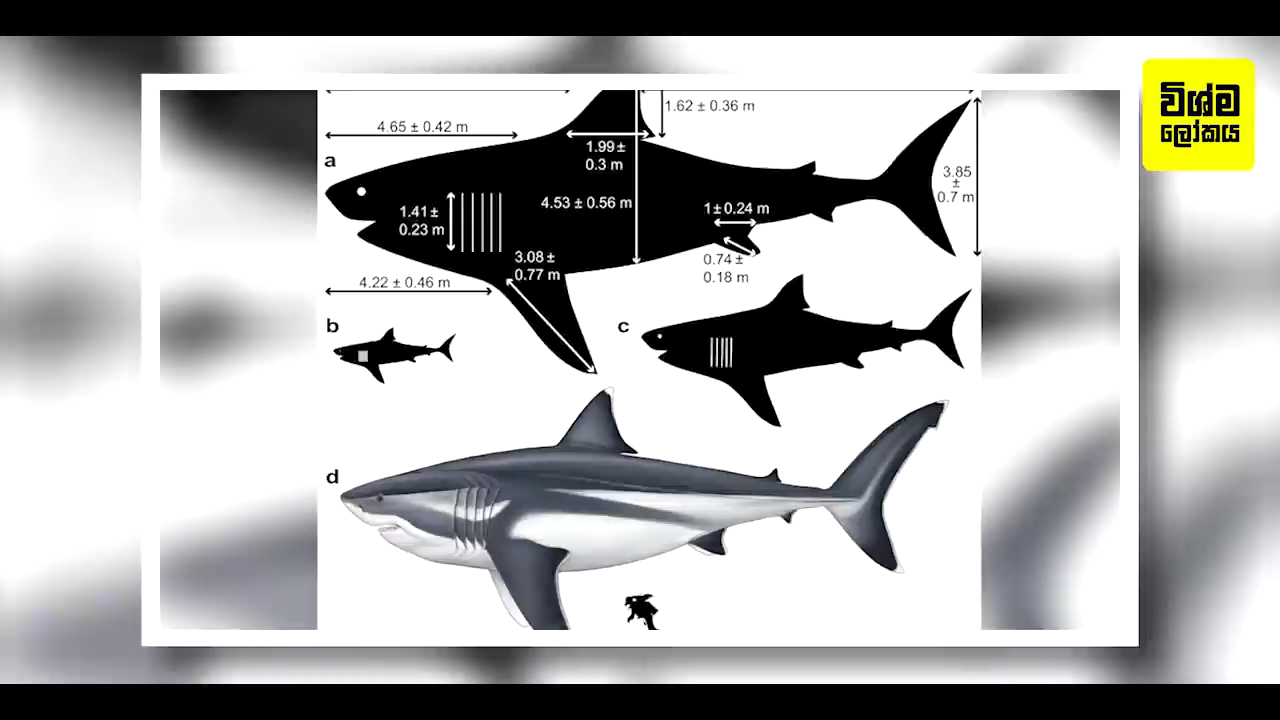 විශ්ම
ලෝකය
1.62 ± 0.36 m
4.65 ± 0.42 m
1.99 ±
0.3 m
a
3.85
±
0.7 m
4.53 ± 0.56 m
1 ± 0.24 m
1.41 ±
0.23 m
3.08 ±
0.77 m
0.74 ±
0.18 m
4.22 ± 0.46 m
b
c
d